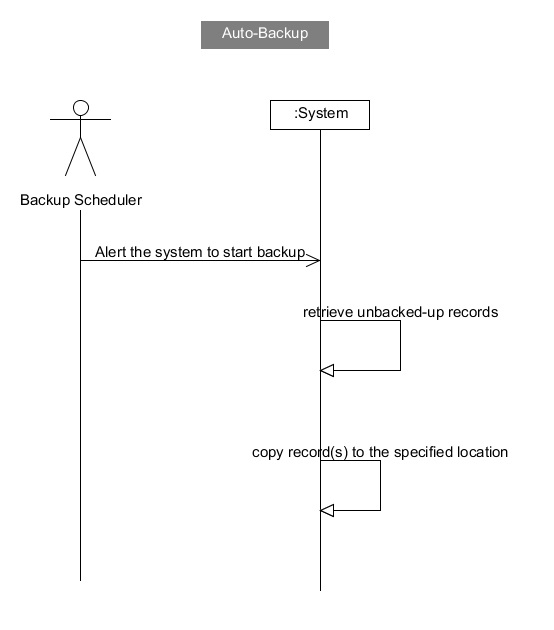 Auto-Backup
:System
Backup Scheduler
Alert the system to start backup
retrieve unbacked-up records
copy record(s) to the specified location